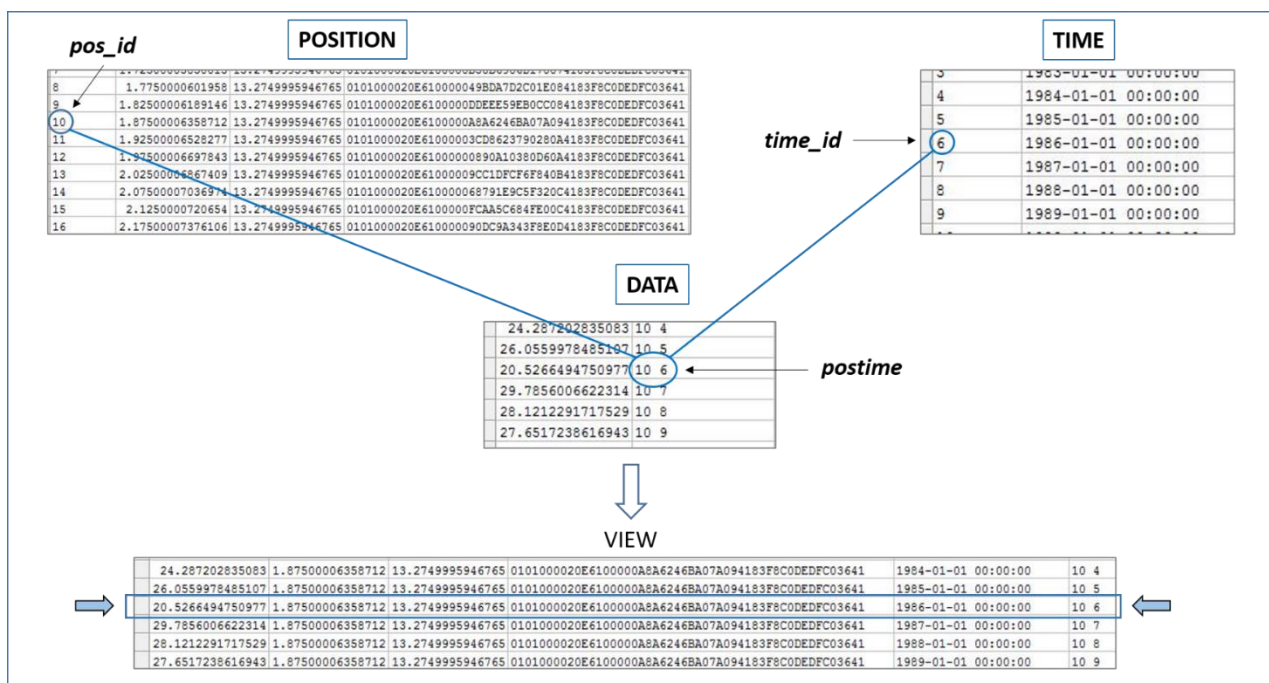 POSITION
TIME
pos_id
8 1.7750000601958 13.2749995946765 0101000020E610000049BDA7D2C01E084183F8C0DEDFC03641
9 1.82500006189146 13.2749995946765 0101000020E6100000DDEEE59EB0CC084183F8C0DEDFC03641
10 1.87500006358712 13.2749995946765 0101000020E6100000A8A6246BA07A094183F8C0DEDFC03641
11 1.92500006528277 13.2749995946765 0101000020E61000003CD8623790280A4183F8C0DEDFC03641
12 1.97500006697843 13.2749995946765 0101000020E61000000890A10380D60A4183F8C0DEDFC03641
13 2.02500006867409 13.2749995946765 0101000020E61000009CC1DFCF6F840B4183F8C0DEDFC03641
14 2.07500007036974 13.2749995946765 0101000020E610000068791E9C5F320C4183F8C0DEDFC03641
15 2.1250000720654 13.2749995946765 0101000020E6100000FCAA5C684FE00C4183F8C0DEDFC03641
16 2.17500007376106 13.2749995946765 0101000020E610000090DC9A343F8E0D4183F8C0DEDFC03641
3 1983-01-01 00:00:00
4 1984-01-01 00:00:00
5 1985-01-01 00:00:00
time_id
6 1986-01-01 00:00:00
7 1987-01-01 00:00:00
8 1988-01-01 00:00:00
9 1989-01-01 00:00:00
DATA
24.287202835083 10 4
26.0559978485107 10 5
20.5266494750977 10 6
postime
29.7856006622314 10 7
28.1212291717529 10 8
27.6517238616943 10 9
VIEW
24.287202835083 1.87500006358712 13.2749995946765 0101000020E6100000A8A6246BA07A094183F8C0DEDFC03641 1984-01-01 00:00:00 10 4
26.0559978485107 1.87500006358712 13.2749995946765 0101000020E6100000A8A6246BA07A094183F8C0DEDFC03641 1985-01-01 00:00:00 10 5
20.5266494750977 1.87500006358712 13.2749995946765 0101000020E6100000A8A6246BA07A094183F8C0DEDFC03641 1986-01-01 00:00:00 10 6
29.7856006622314 1.87500006358712 13.2749995946765 0101000020E6100000A8A6246BA07A094183F8C0DEDFC03641 1987-01-01 00:00:00 10 7
28.1212291717529 1.87500006358712 13.2749995946765 0101000020E6100000A8A6246BA07A094183F8C0DEDFC03641 1988-01-01 00:00:00 10 8
27.6517238616943 1.87500006358712 13.2749995946765 0101000020E6100000A8A6246BA07A094183F8C0DEDFC03641 1989-01-01 00:00:00 10 9